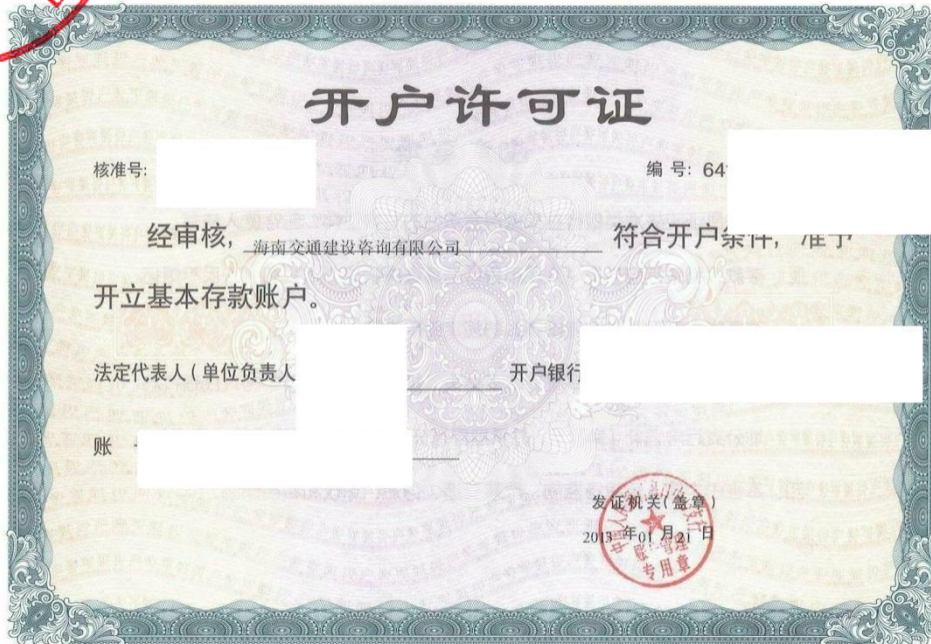 开户许可证
核准号:
编 号: 64
经审核, 海南交通建设咨询有限公司 符合开户条件, 准予
开立基本存款账户。
法定代表人(单位负责人
开户银行
账
发证机关(盖章)
2013 年 01 月 21 日
专用章